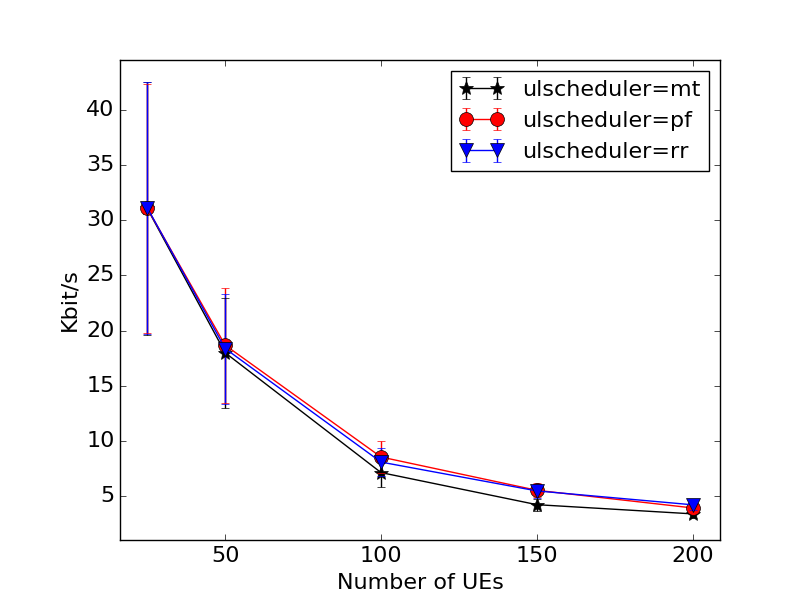 ulscheduler=mt
ulscheduler=pf
ulscheduler=rr
40
35
30
25
20
15
10
5
Kbit/s
50 100 150 200
Number of UEs